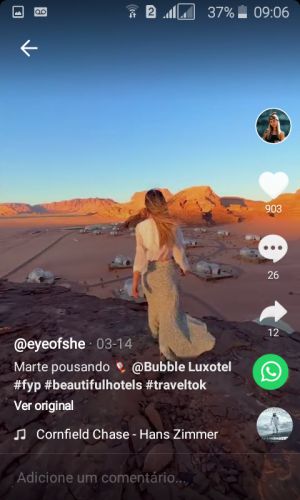 37% 09:06
903
26
12
@eyeofshe · 03-14
Marte pousando 🚀 @Bubble Luxotel
#fyp #beautifulhotels #traveltok
Ver original
Cornfield Chase - Hans Zimmer
Adicione um comentário...